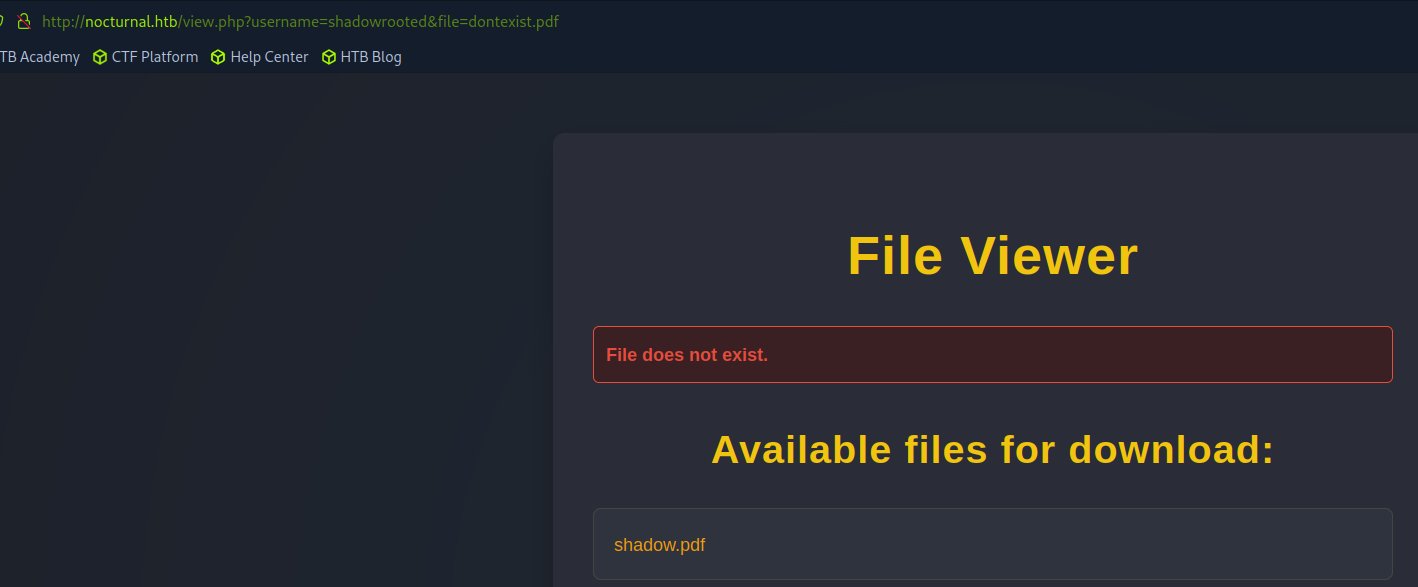 http://nocturnal.htb/view.php?username=shadowrooted&file=dontexist.pdf
TB Academy CTF Platform Help Center HTB Blog
File Viewer
File does not exist.
Available files for download:
shadow.pdf